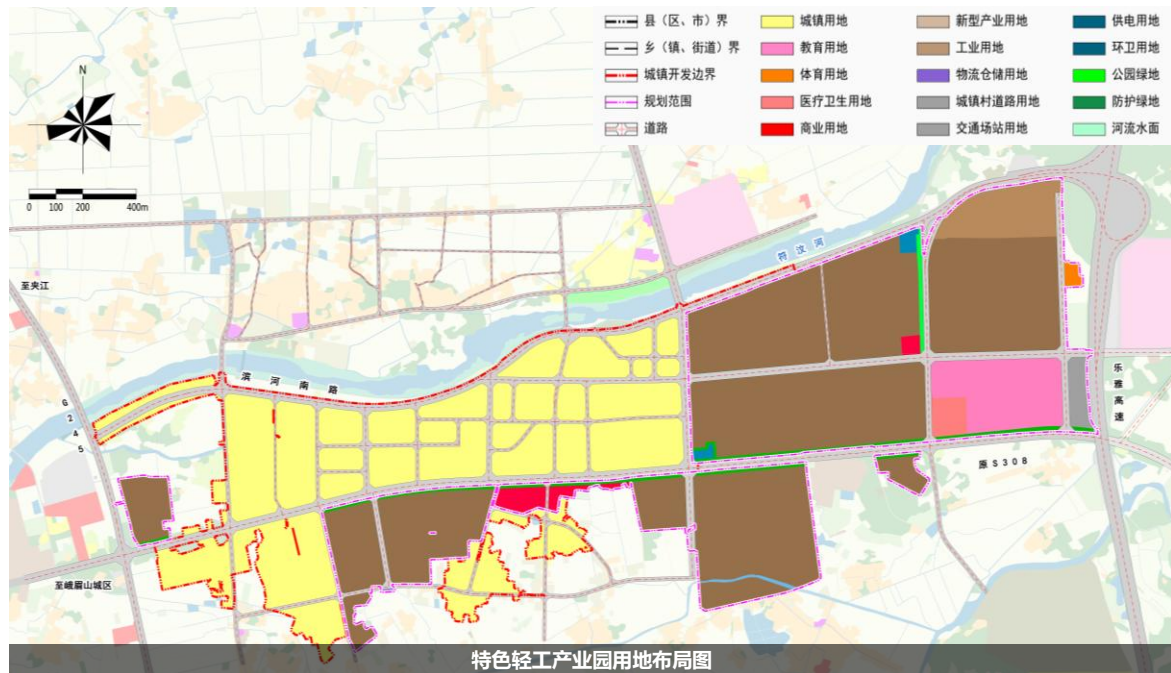 县（区、市）界
城镇用地
新型产业用地
供电用地
乡（镇、街道）界
教育用地
工业用地
环卫用地
城镇开发边界
体育用地
物流仓储用地
公园绿地
规划范围
医疗卫生用地
城镇村道路用地
防护绿地
道路
商业用地
交通场站用地
河流水面
N
0 100 200 400m
符汶河
至夹江
滨河南路
G245
乐雅高速
原S308
至峨眉山城区
特色轻工产业园用地布局图